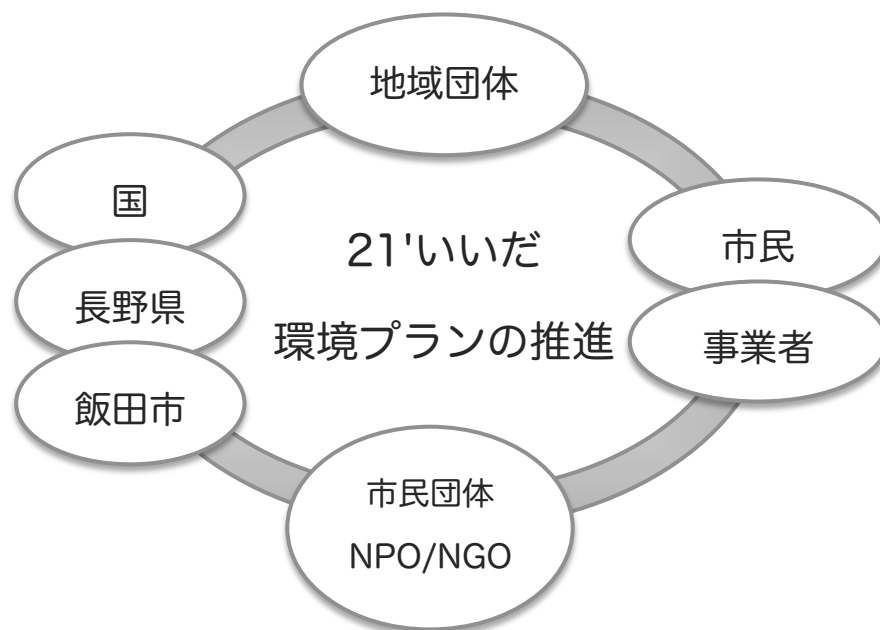 地域団体
国
長野県
飯田市
21'いいだ
環境プランの推進
市民
事業者
市民団体
NPO/NGO